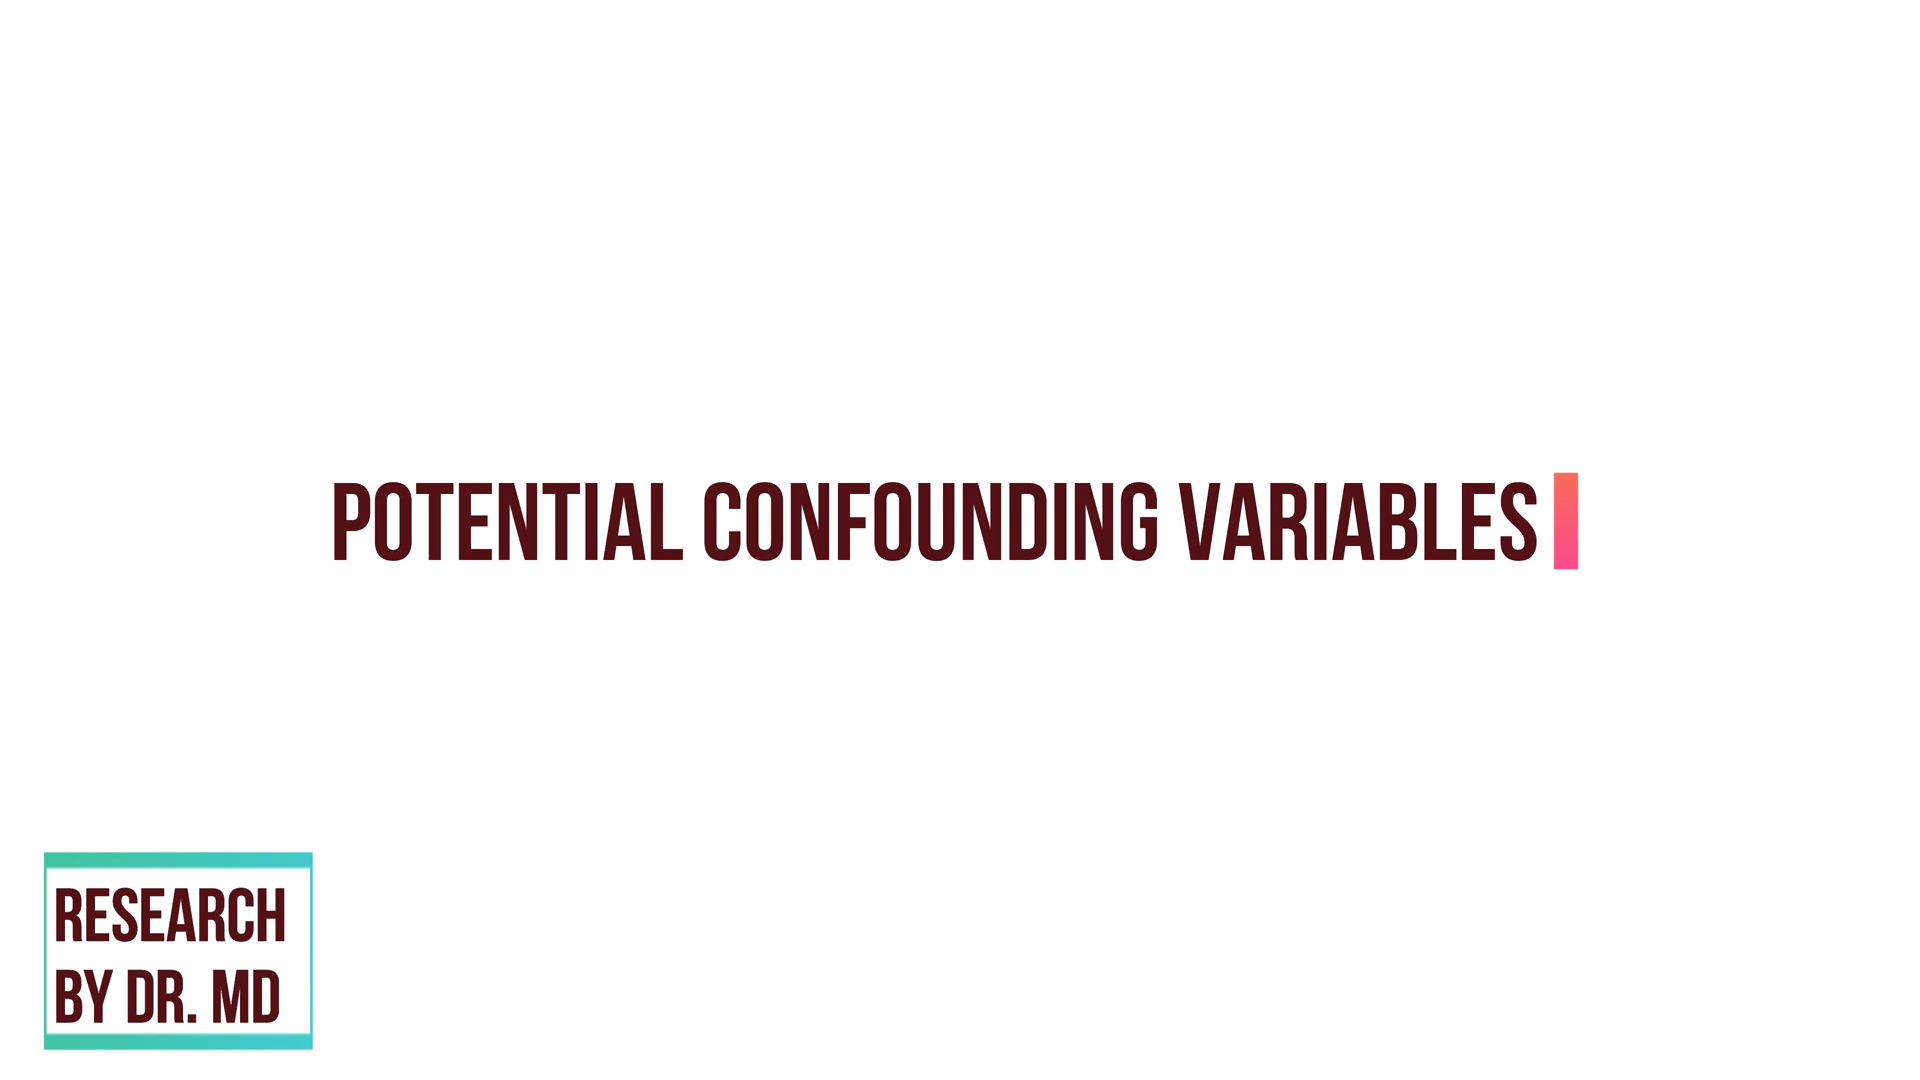 POTENTIAL CONFOUNDING VARIABLES
RESEARCH
BY DR. MD